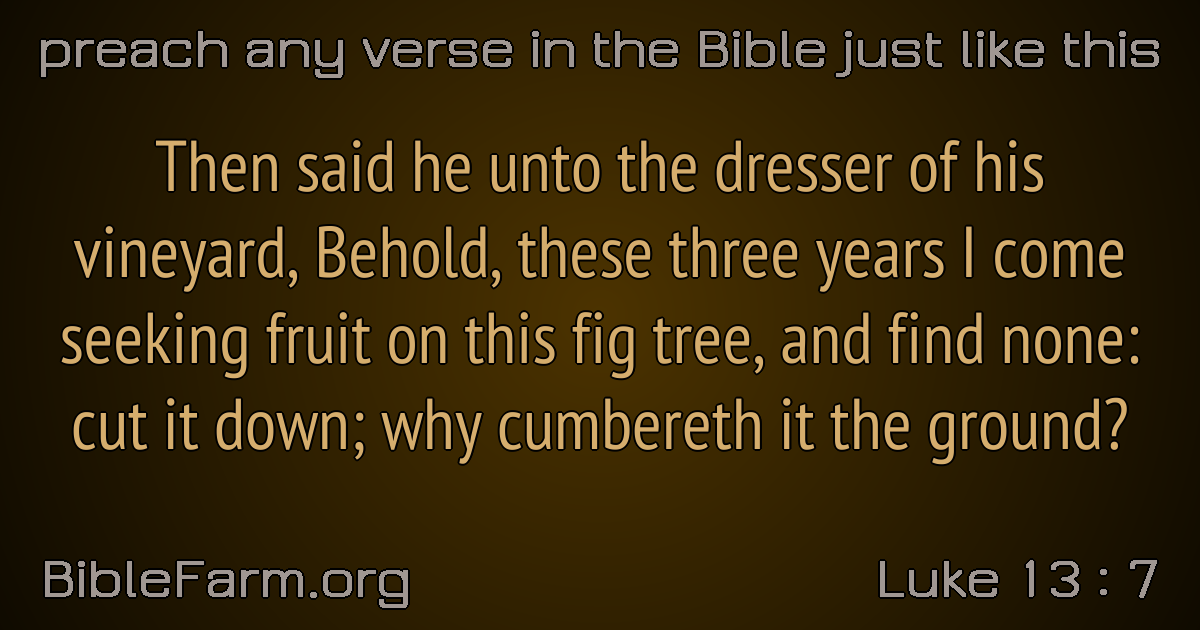 preach any verse in the Bible just like this
Then said he unto the dresser of his
vineyard, Behold, these three years I come
seeking fruit on this fig tree, and find none:
cut it down; why cumbereth it the ground?
BibleFarm.org
Luke 13 : 7